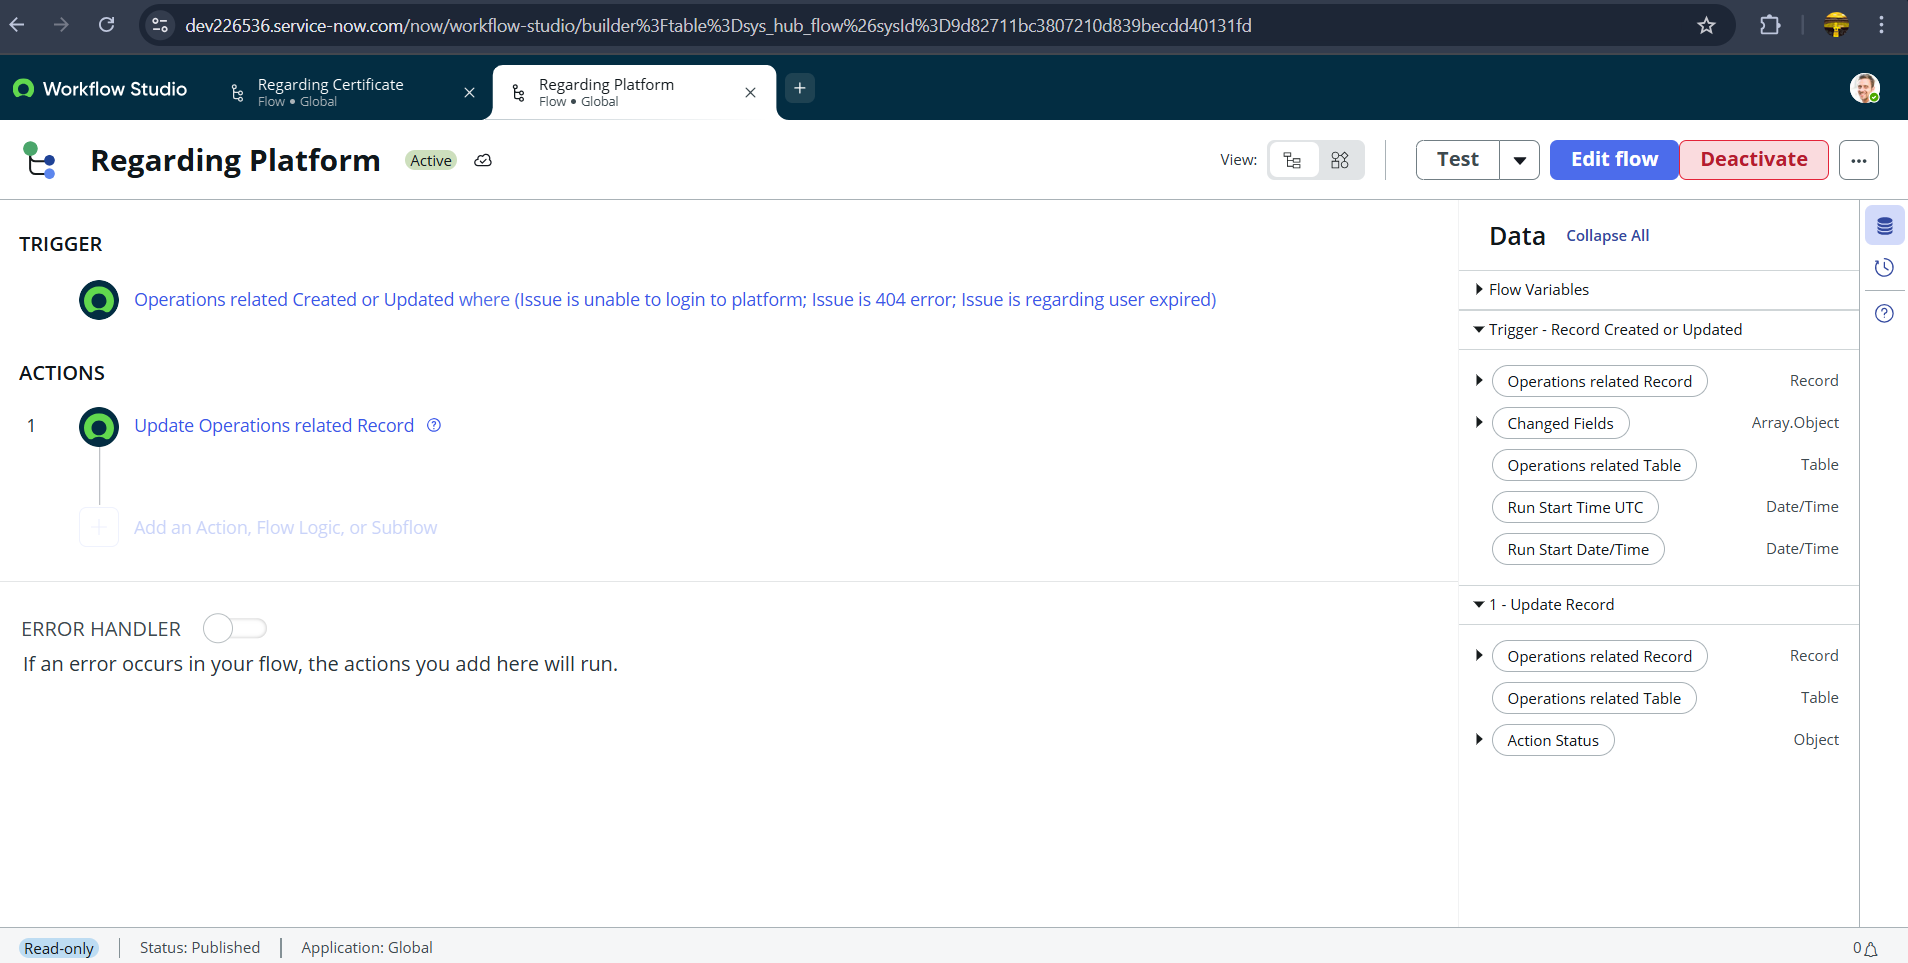 dev226536.service-now.com/now/workflow-studio/builder%3Ftable%3Dsys_hub_flow%26sysId%3D9d82711bc3807210d839becdd40131fd
Workflow Studio
Regarding Certificate
Flow • Global
Regarding Platform
Flow • Global
Regarding Platform
Active
View:
Test
Edit flow
Deactivate
TRIGGER
Operations related Created or Updated where (Issue is unable to login to platform; Issue is 404 error; Issue is regarding user expired)
ACTIONS
1
Update Operations related Record
Add an Action, Flow Logic, or Subflow
ERROR HANDLER
If an error occurs in your flow, the actions you add here will run.
Data
Collapse All
Flow Variables
Trigger - Record Created or Updated
Operations related Record Record
Changed Fields Array.Object
Operations related Table Table
Run Start Time UTC Date/Time
Run Start Date/Time Date/Time
1 - Update Record
Operations related Record Record
Operations related Table Table
Action Status Object
Read-only
Status: Published
Application: Global
0